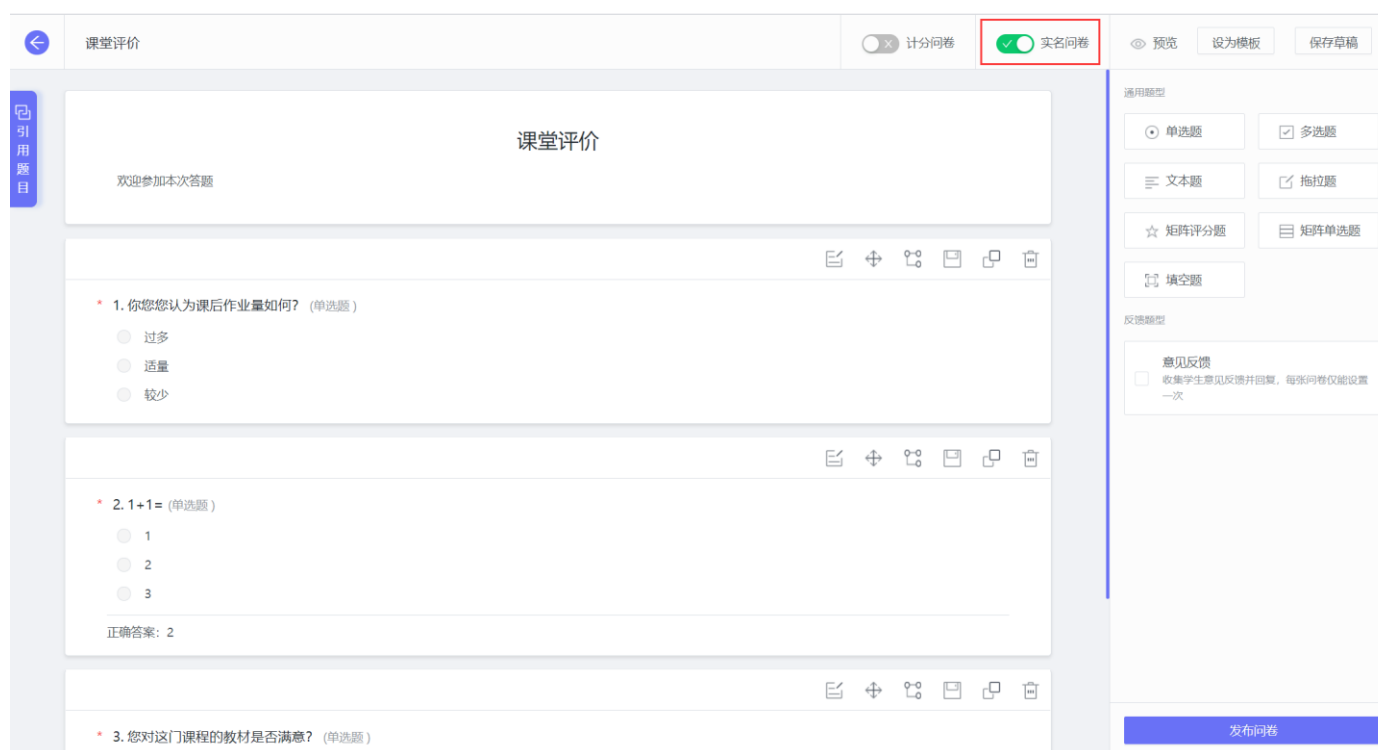 课堂评价
计分问卷
实名问卷
预览
设为模板
保存草稿
引用题目
课堂评价
欢迎参加本次答题
* 1. 你您您认为课后作业量如何? (单选题 )
过多
适量
较少
* 2. 1+1= (单选题 )
1
2
3
正确答案: 2
* 3. 您对这门课程的教材是否满意? (单选题 )
通用题型
单选题
多选题
文本题
拖拉题
矩阵评分题
矩阵单选题
填空题
反馈题型
意见反馈
收集学生意见反馈并回复, 每张问卷仅能设置
一次
发布问卷